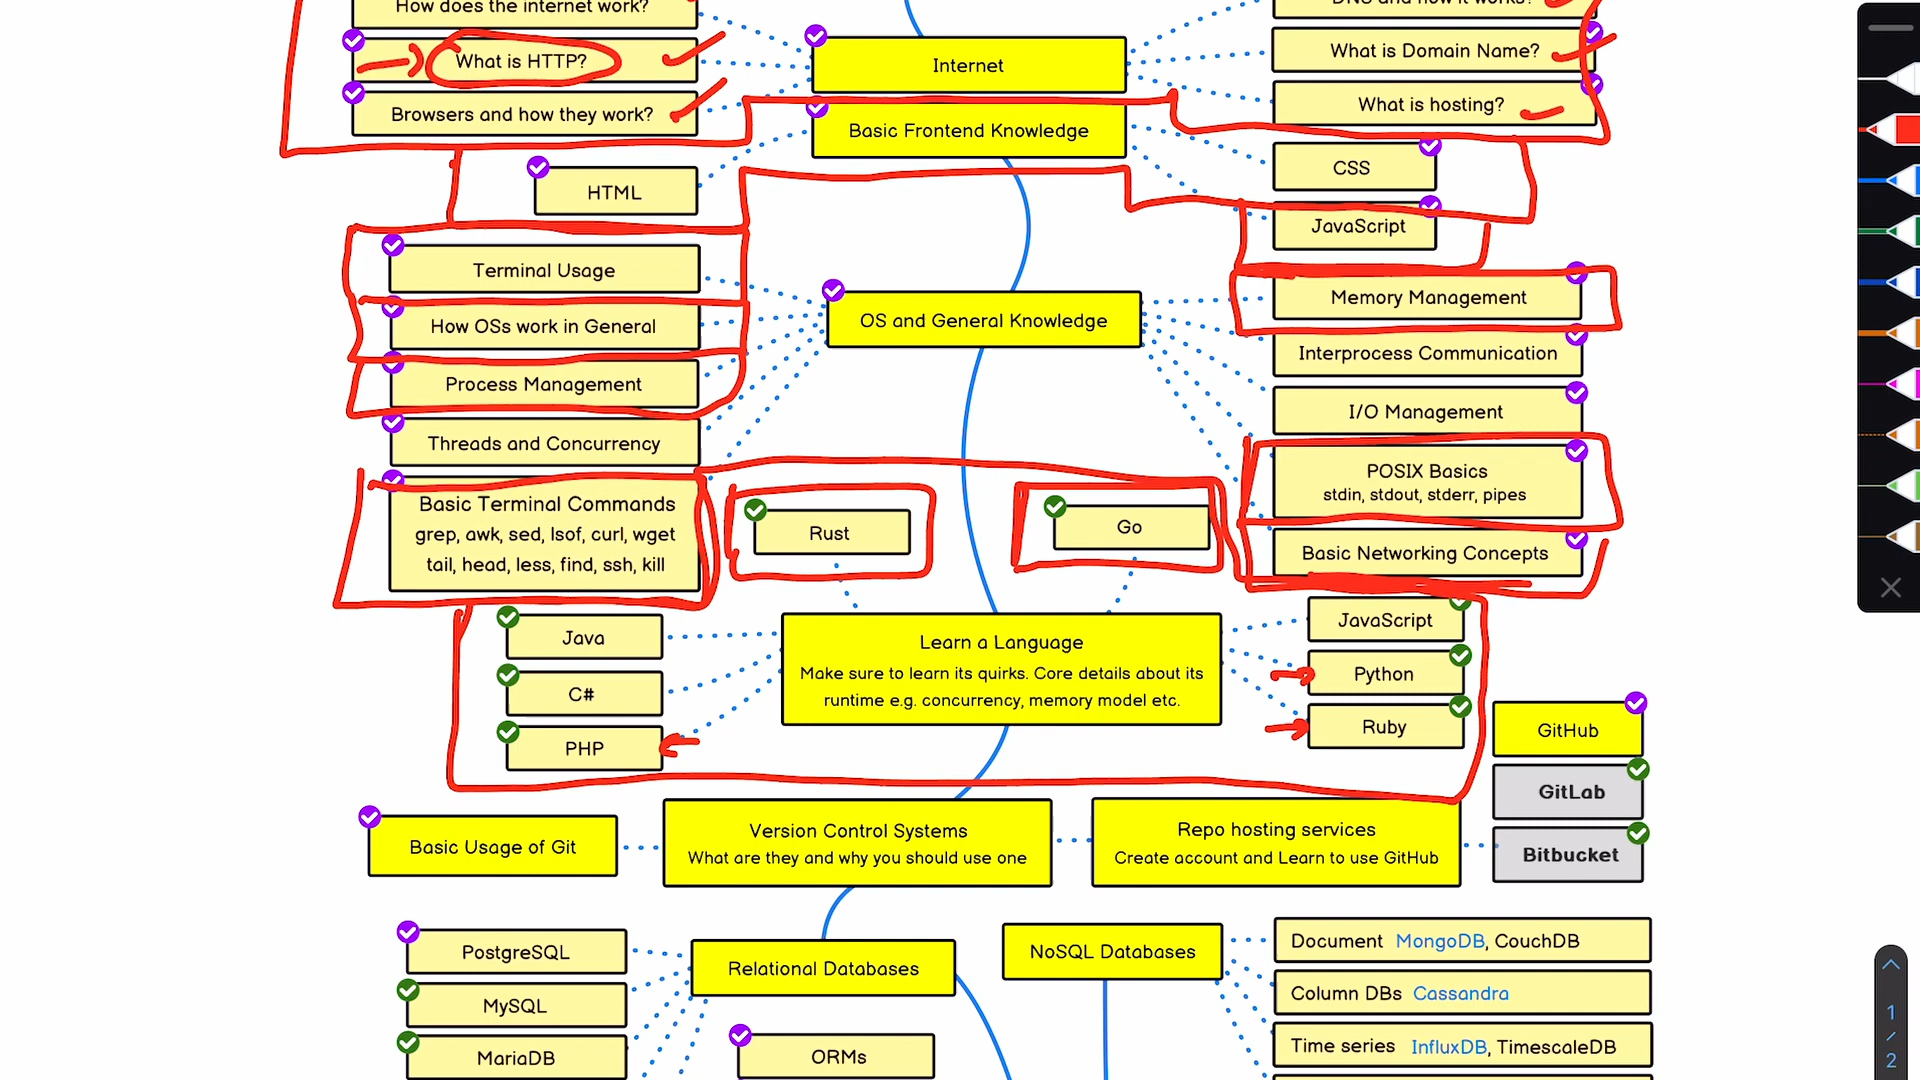 How does the internet work?
DNS and how it works?
What is HTTP?
Internet
What is Domain Name?
Browsers and how they work?
Basic Frontend Knowledge
What is hosting?
HTML
CSS
JavaScript
Terminal Usage
How OSs work in General
Process Management
Threads and Concurrency
Basic Terminal Commands
grep, awk, sed, lsof, curl, wget
tail, head, less, find, ssh, kill
OS and General Knowledge
Memory Management
Interprocess Communication
I/O Management
POSIX Basics
stdin, stdout, stderr, pipes
Basic Networking Concepts
Rust
Go
Java
C#
PHP
Learn a Language
Make sure to learn its quirks. Core details about its
runtime e.g. concurrency, memory model etc.
JavaScript
Python
Ruby
GitHub
GitLab
Bitbucket
Basic Usage of Git
Version Control Systems
What are they and why you should use one
Repo hosting services
Create account and Learn to use GitHub
PostgreSQL
MySQL
MariaDB
Relational Databases
ORMs
NoSQL Databases
Document MongoDB, CouchDB
Column DBs Cassandra
Time series InfluxDB, TimescaleDB
1
/
2